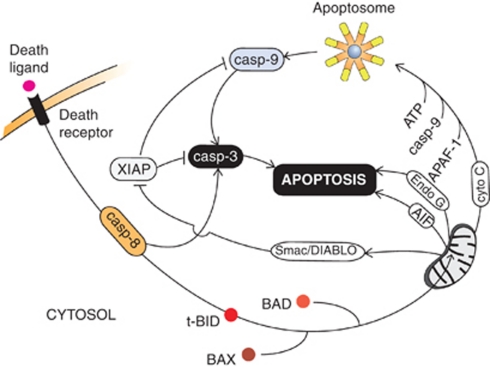 Apoptosome
Death
ligand
casp-9
Death
receptor
ATP
casp-9
APAF-1
cyto C
XIAP
casp-3
APOPTOSIS
Endo G
AIF
casp-8
Smac/DIABLO
CYTOSOL
t-BID
BAD
BAX